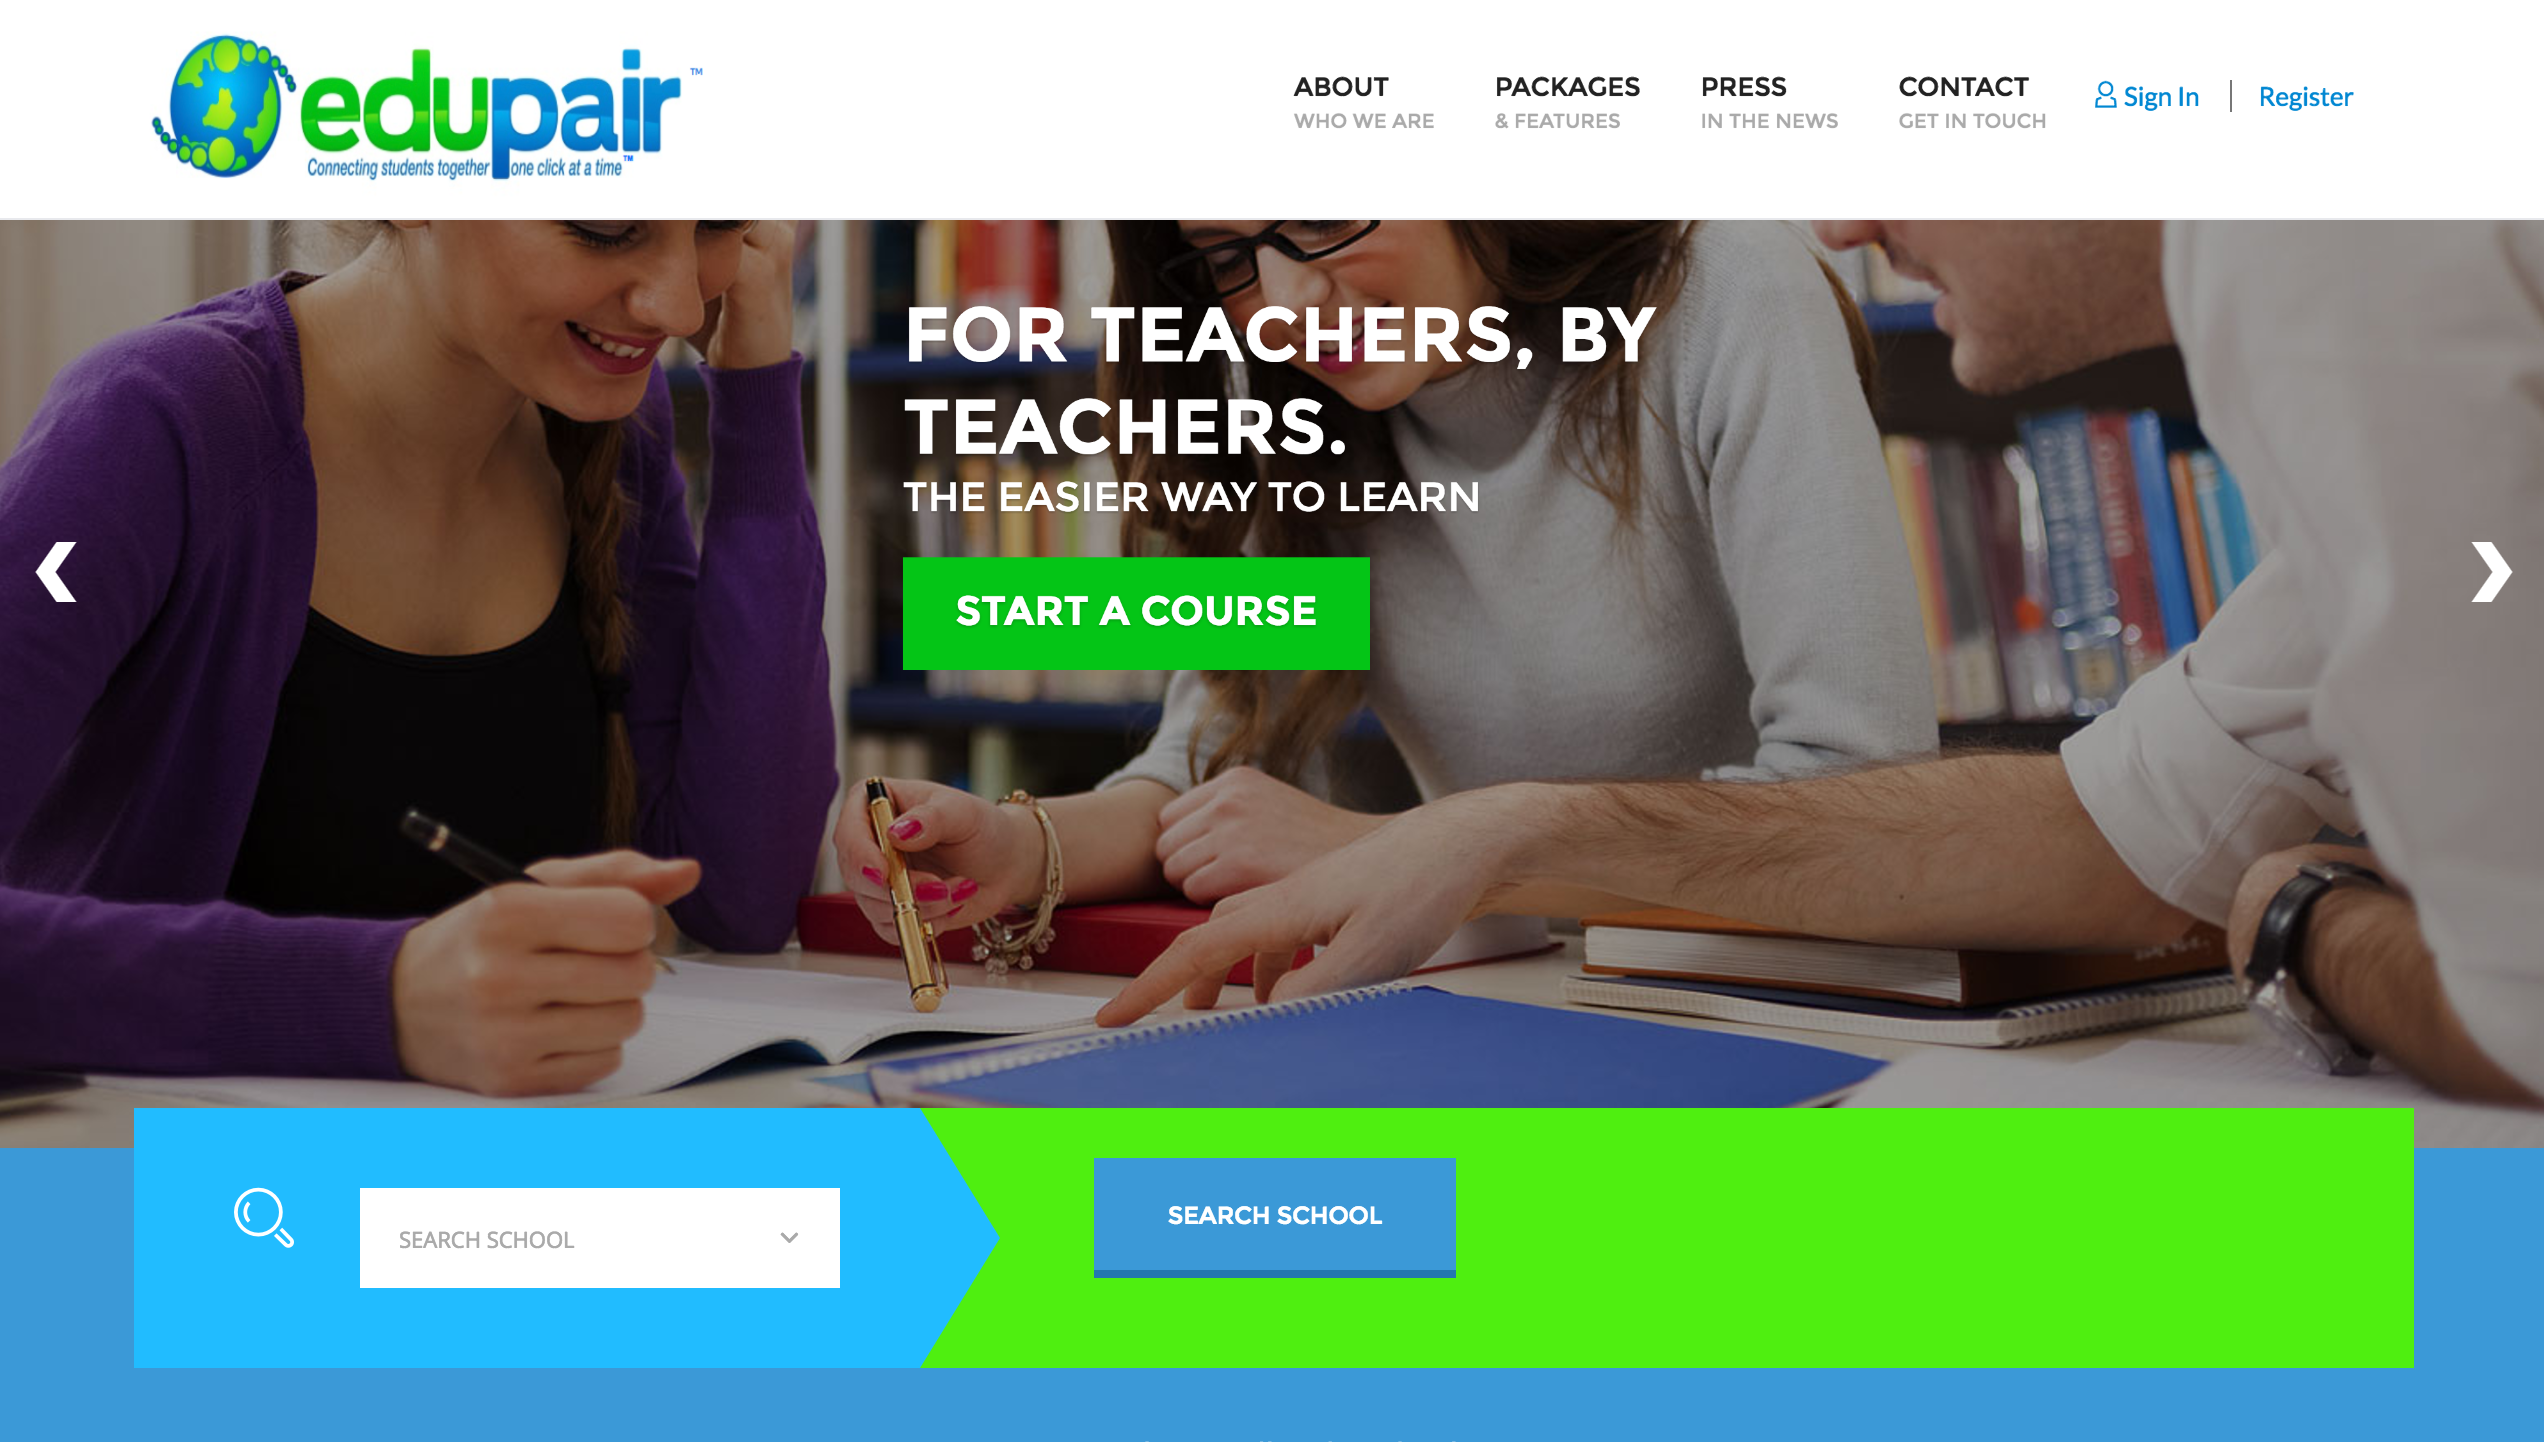 edupair™
Connecting students together one click at a time™
ABOUT
WHO WE ARE
PACKAGES
& FEATURES
PRESS
IN THE NEWS
CONTACT
GET IN TOUCH
Sign In
Register
FOR TEACHERS, BY
TEACHERS.
THE EASIER WAY TO LEARN
START A COURSE
SEARCH SCHOOL
SEARCH SCHOOL